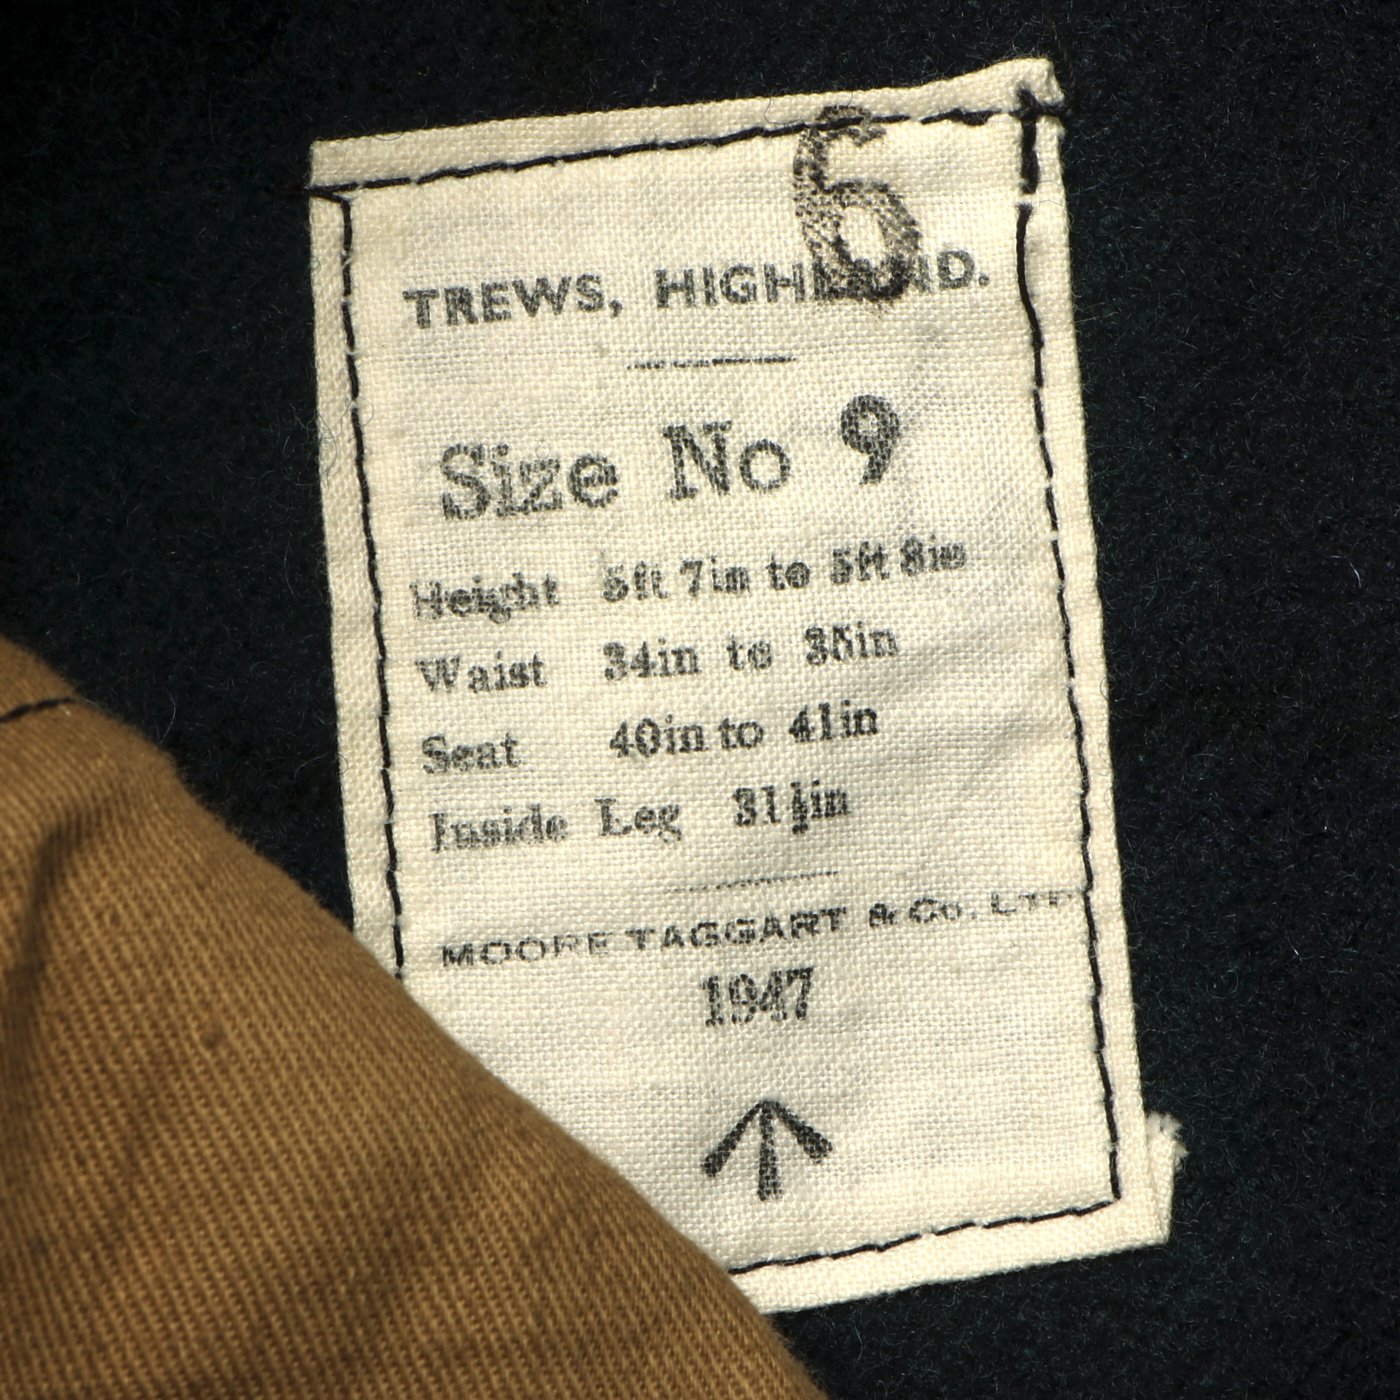 6
TREWS, HIGHLAND.
Size No 9
Height 5ft 7in to 5ft 8in
Waist 34in to 35in
Seat 40in to 41in
Inside Leg 31½in
MOORE TAGGART & Co. LTD
1947